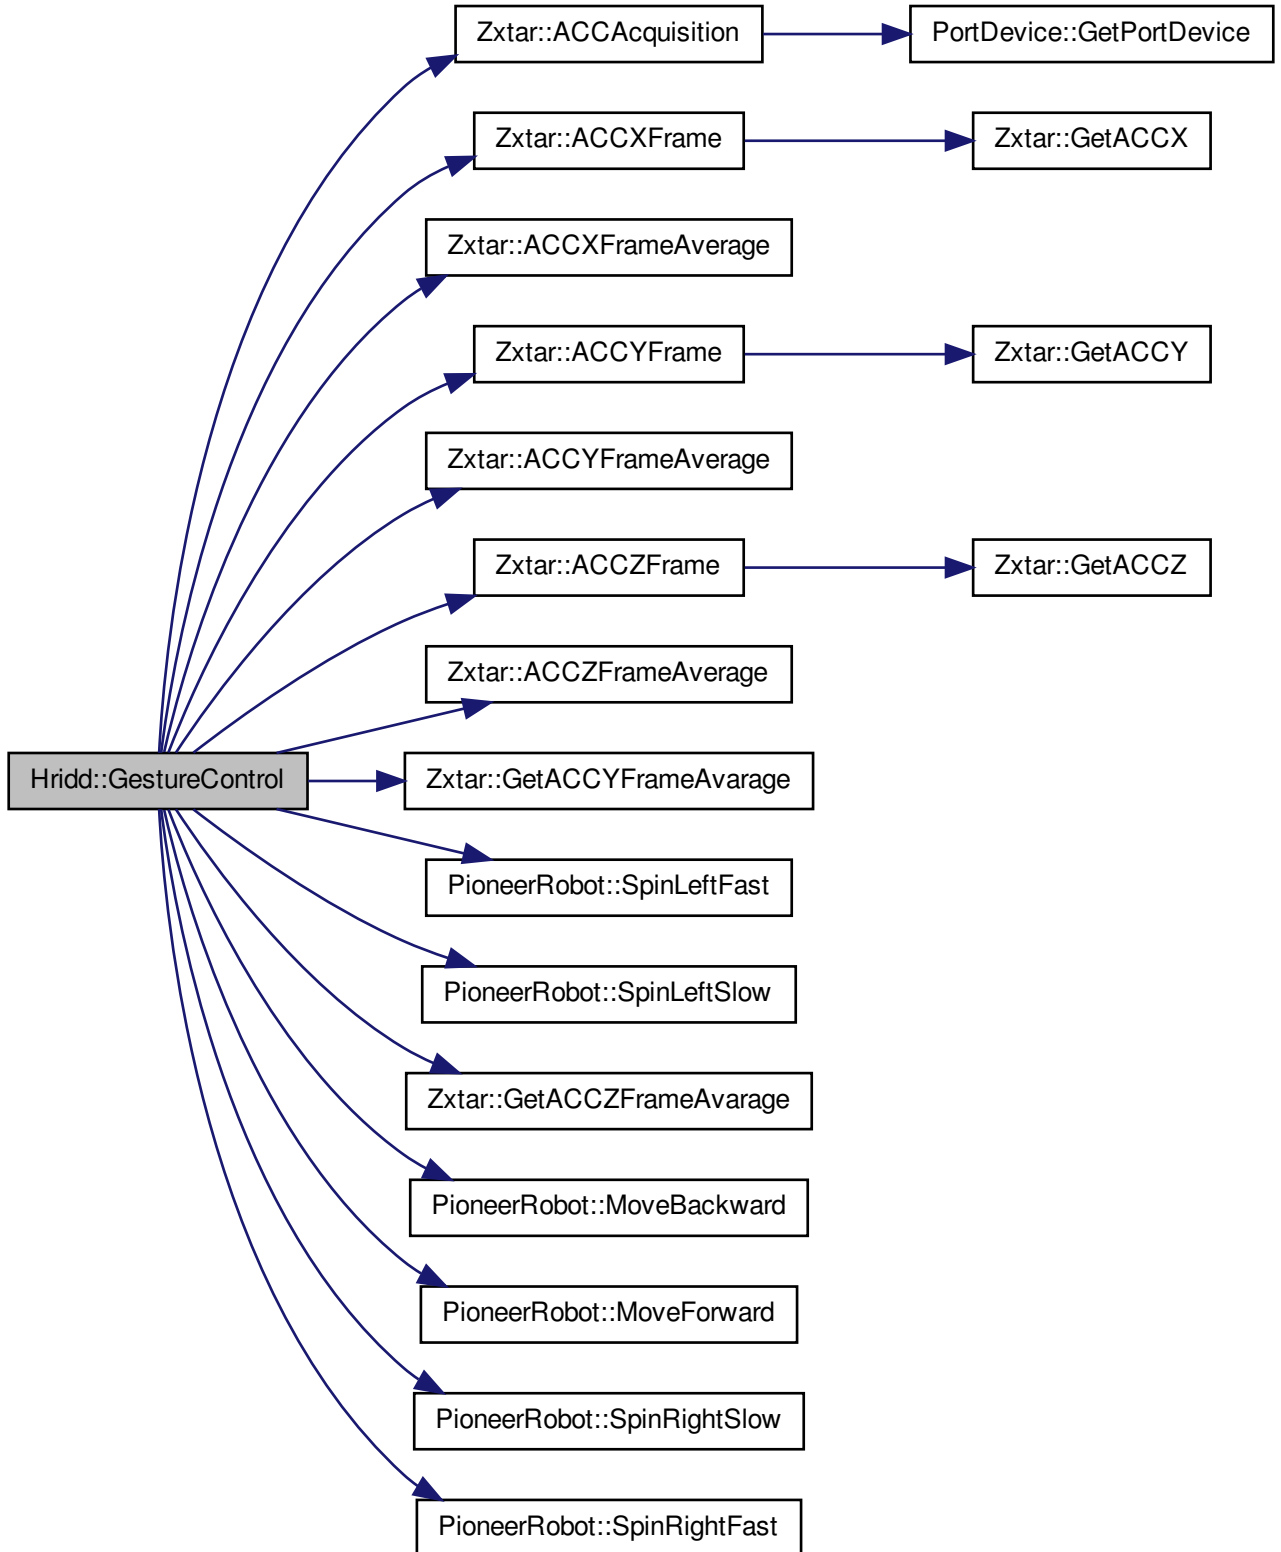 Zxtar::ACCAcquisition
PortDevice::GetPortDevice
Zxtar::ACCXFrame
Zxtar::GetACCX
Zxtar::ACCXFrameAverage
Zxtar::ACCYFrame
Zxtar::GetACCY
Zxtar::ACCYFrameAverage
Zxtar::ACCZFrame
Zxtar::GetACCZ
Zxtar::ACCZFrameAverage
Hridd::GestureControl
Zxtar::GetACCYFrameAvarage
PioneerRobot::SpinLeftFast
PioneerRobot::SpinLeftSlow
Zxtar::GetACCZFrameAvarage
PioneerRobot::MoveBackward
PioneerRobot::MoveForward
PioneerRobot::SpinRightSlow
PioneerRobot::SpinRightFast